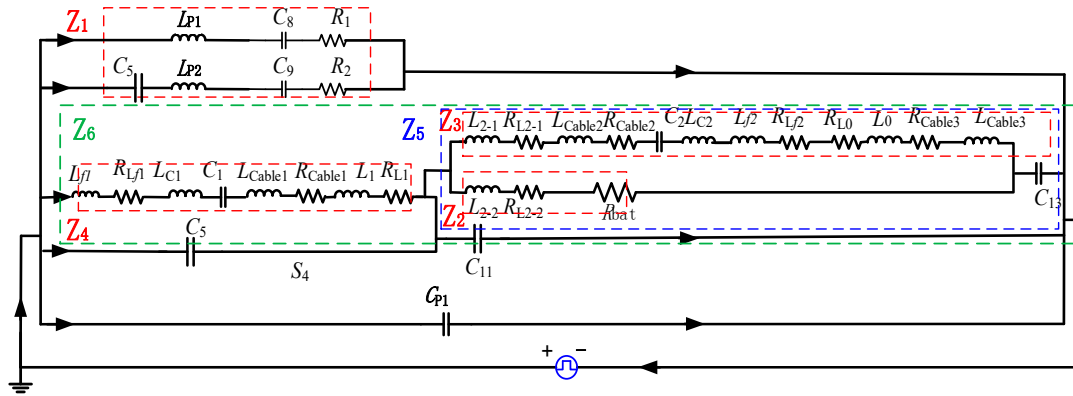 Z1 LP1 C8 R1
C5 LP2 C9 R2
Z6 Z5 Z3 L2-1 RL2-1 LCable2 RCable2 C2 LC2 Lf2 RLf2 RL0 L0 RCable3 LCable3
Lf1 RLf1 LC1 C1 LCable1 RCable1 L1 RL1
Z2 L2-2 RL2-2 Rbat C13
Z4 C5 S4 C11
CP1
+ −